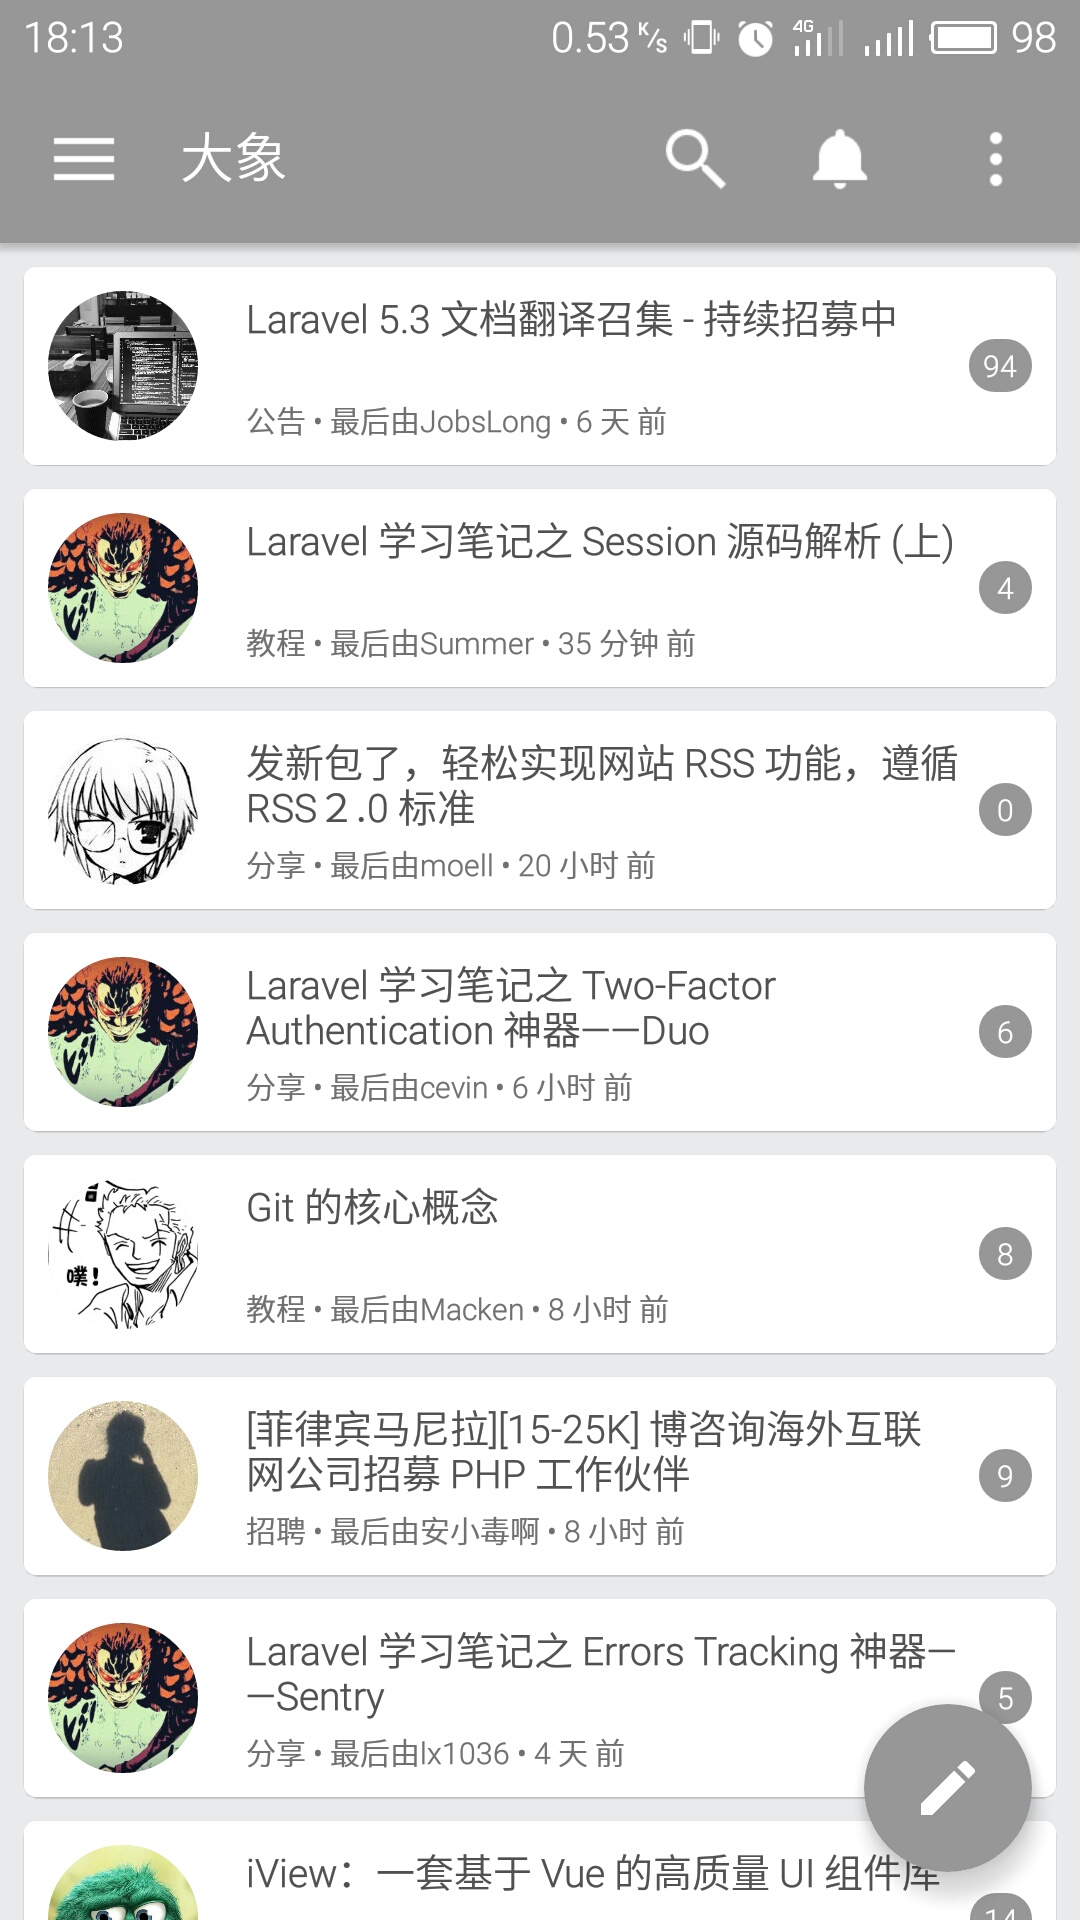 18:13
0.53 K/s 4G 98
大象
Laravel 5.3 文档翻译召集 - 持续招募中
94
公告 • 最后由JobsLong • 6 天 前
Laravel 学习笔记之 Session 源码解析 (上)
4
教程 • 最后由Summer • 35 分钟 前
发新包了，轻松实现网站 RSS 功能，遵循
RSS２.0 标准
0
分享 • 最后由moell • 20 小时 前
Laravel 学习笔记之 Two-Factor
Authentication 神器——Duo
6
分享 • 最后由cevin • 6 小时 前
Git 的核心概念
8
噗!
教程 • 最后由Macken • 8 小时 前
[菲律宾马尼拉][15-25K] 博咨询海外互联
网公司招募 PHP 工作伙伴
9
招聘 • 最后由安小毒啊 • 8 小时 前
Laravel 学习笔记之 Errors Tracking 神器—
—Sentry
5
分享 • 最后由lx1036 • 4 天 前
iView：一套基于 Vue 的高质量 UI 组件库
14